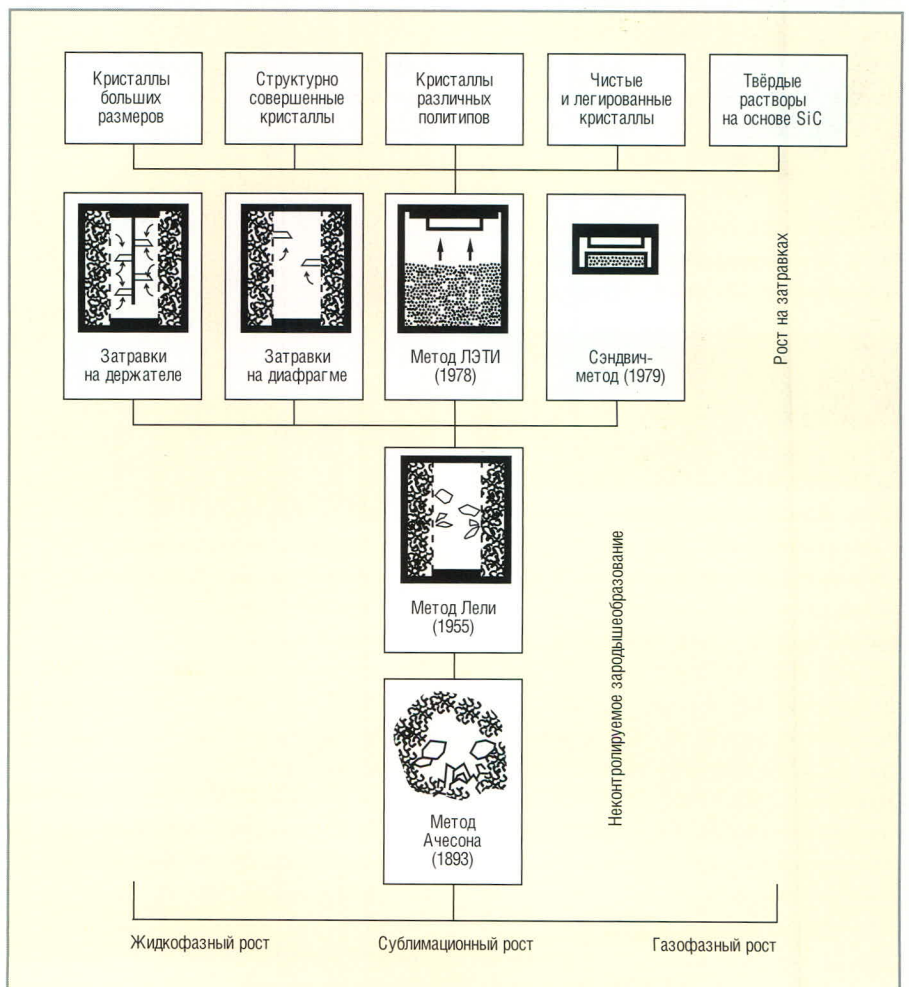 Кристаллы
больших
размеров
Структурно
совершенные
кристаллы
Кристаллы
различных
политипов
Чистые
и легированные
кристаллы
Твёрдые
растворы
на основе SiC
Затравки
на держателе
Затравки
на диафрагме
Метод ЛЭТИ
(1978)
Сэндвич-
метод (1979)
Рост на затравках
Метод Лели
(1955)
Неконтролируемое зародышеобразование
Метод
Ачесона
(1893)
Жидкофазный рост
Сублимационный рост
Газофазный рост